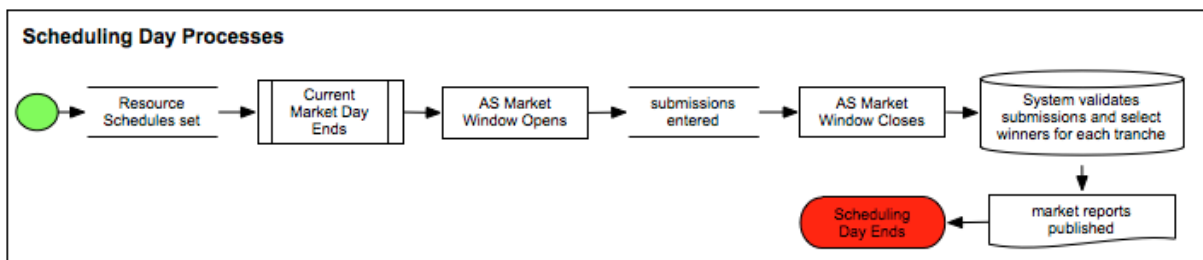 Scheduling Day Processes
Resource
Schedules set
Current
Market Day
Ends
AS Market
Window Opens
submissions
entered
AS Market
Window Closes
System validates
submissions and select
winners for each tranche
market reports
published
Scheduling
Day Ends